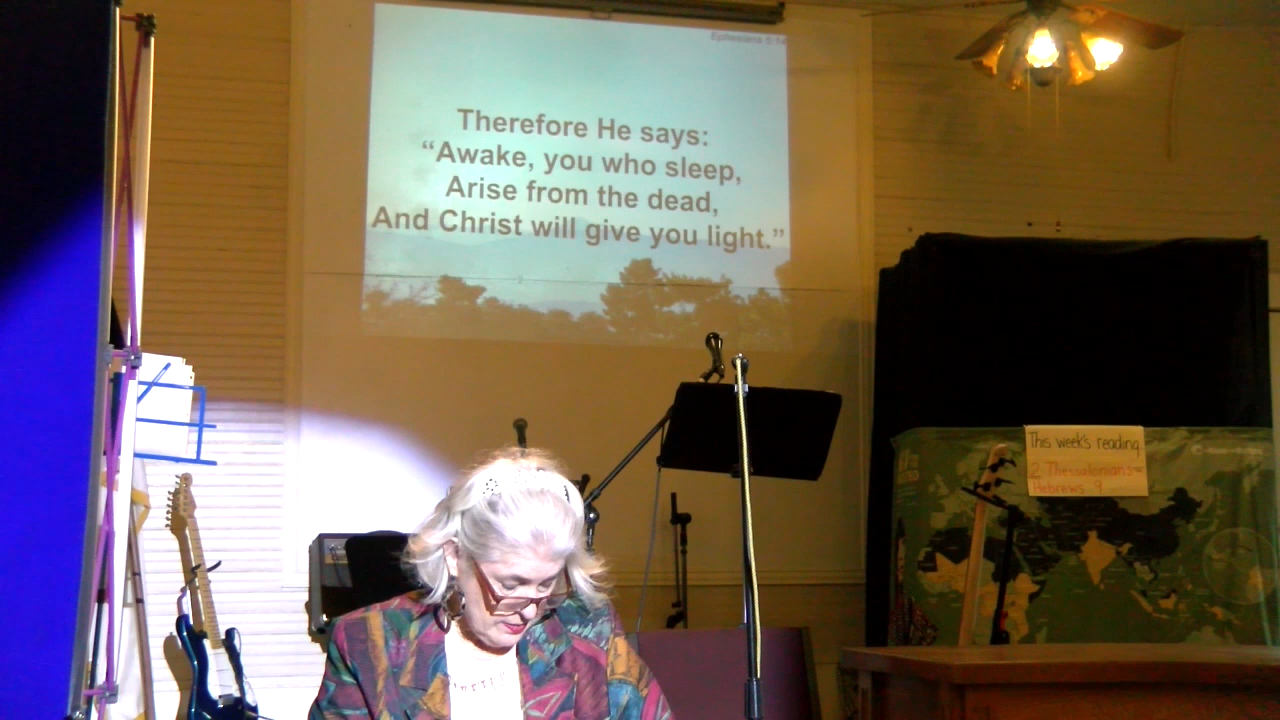 Ephesians 5:14
Therefore He says:
“Awake, you who sleep,
Arise from the dead,
And Christ will give you light.”
This week's reading
2 Thessalonians-
Hebrews 9